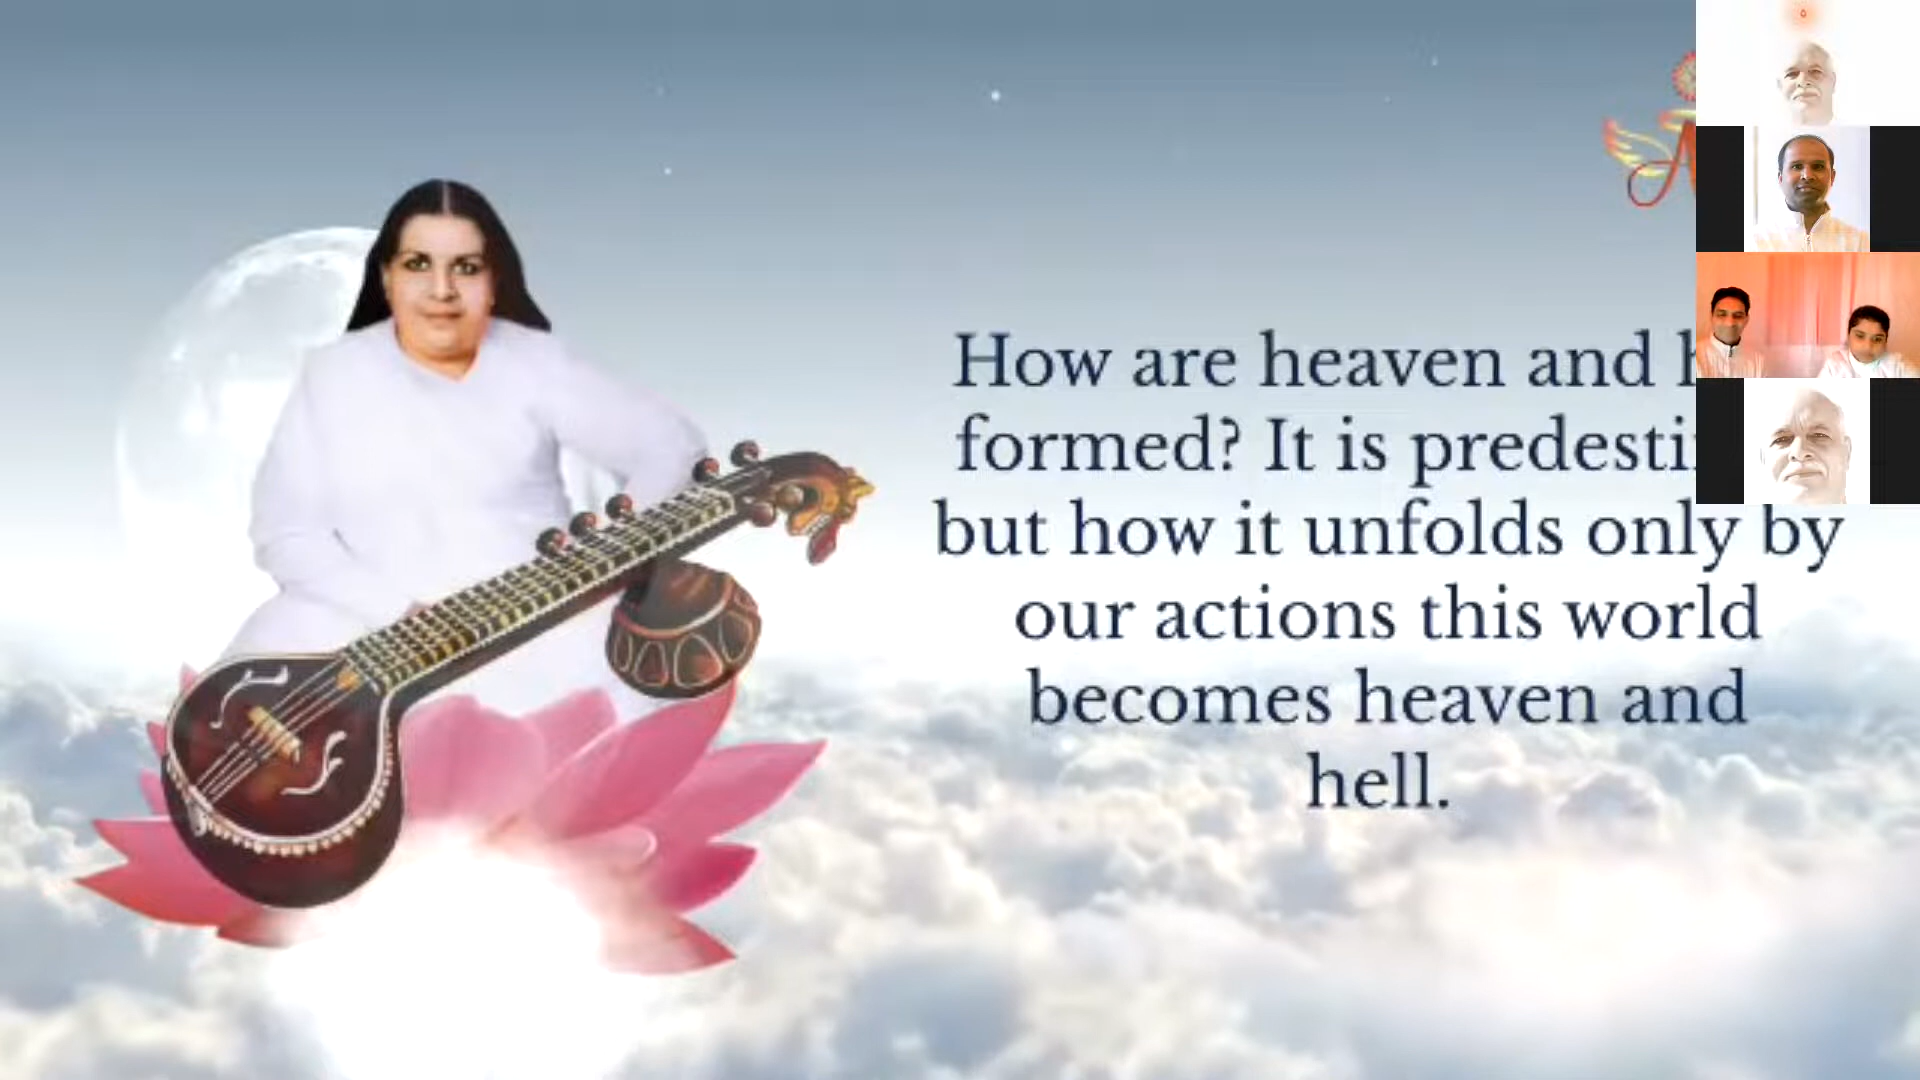 How are heaven and
formed? It is
but how it unfolds only by
our actions this world
becomes heaven and
hell.